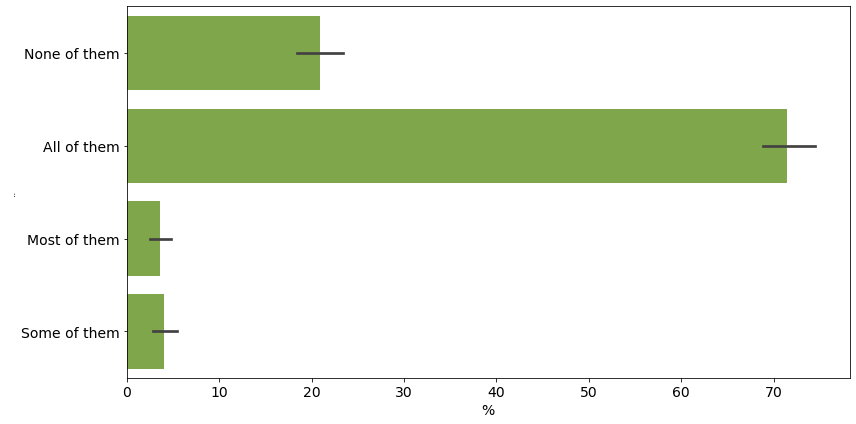 None of them
All of them
Most of them
Some of them
0 10 20 30 40 50 60 70
%